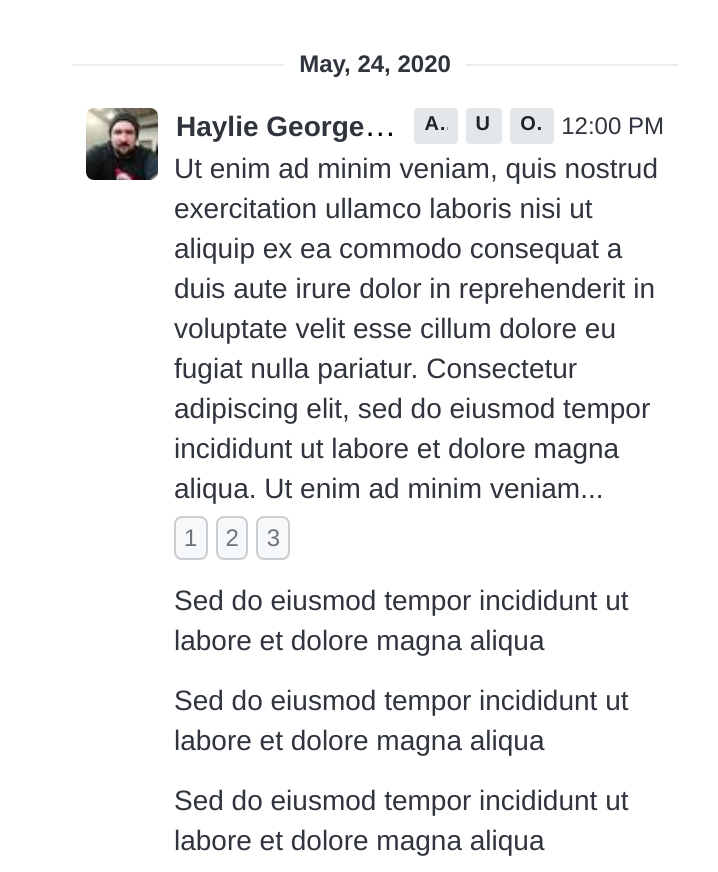 May, 24, 2020
Haylie George... A.. U O. 12:00 PM
Ut enim ad minim veniam, quis nostrud
exercitation ullamco laboris nisi ut
aliquip ex ea commodo consequat a
duis aute irure dolor in reprehenderit in
voluptate velit esse cillum dolore eu
fugiat nulla pariatur. Consectetur
adipiscing elit, sed do eiusmod tempor
incididunt ut labore et dolore magna
aliqua. Ut enim ad minim veniam...
1 2 3
Sed do eiusmod tempor incididunt ut
labore et dolore magna aliqua
Sed do eiusmod tempor incididunt ut
labore et dolore magna aliqua
Sed do eiusmod tempor incididunt ut
labore et dolore magna aliqua